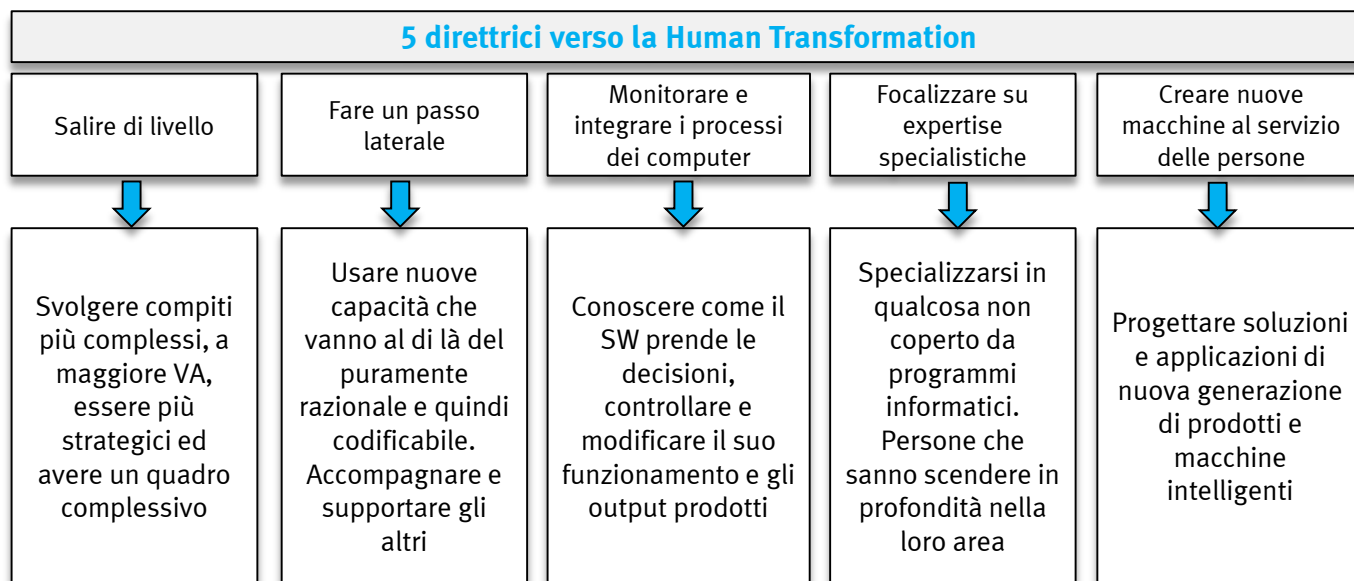 5 direttrici verso la Human Transformation
Salire di livello
Fare un passo
laterale
Monitorare e
integrare i processi
dei computer
Focalizzare su
expertise
specialistiche
Creare nuove
macchine al servizio
delle persone
Svolgere compiti
più complessi, a
maggiore VA,
essere più
strategici ed
avere un quadro
complessivo
Usare nuove
capacità che
vanno al di là del
puramente
razionale e quindi
codificabile.
Accompagnare e
supportare gli
altri
Conoscere come il
SW prende le
decisioni,
controllare e
modificare il suo
funzionamento e gli
output prodotti
Specializzarsi in
qualcosa non
coperto da
programmi
informatici.
Persone che
sanno scendere in
profondità nella
loro area
Progettare soluzioni
e applicazioni di
nuova generazione
di prodotti e
macchine
intelligenti